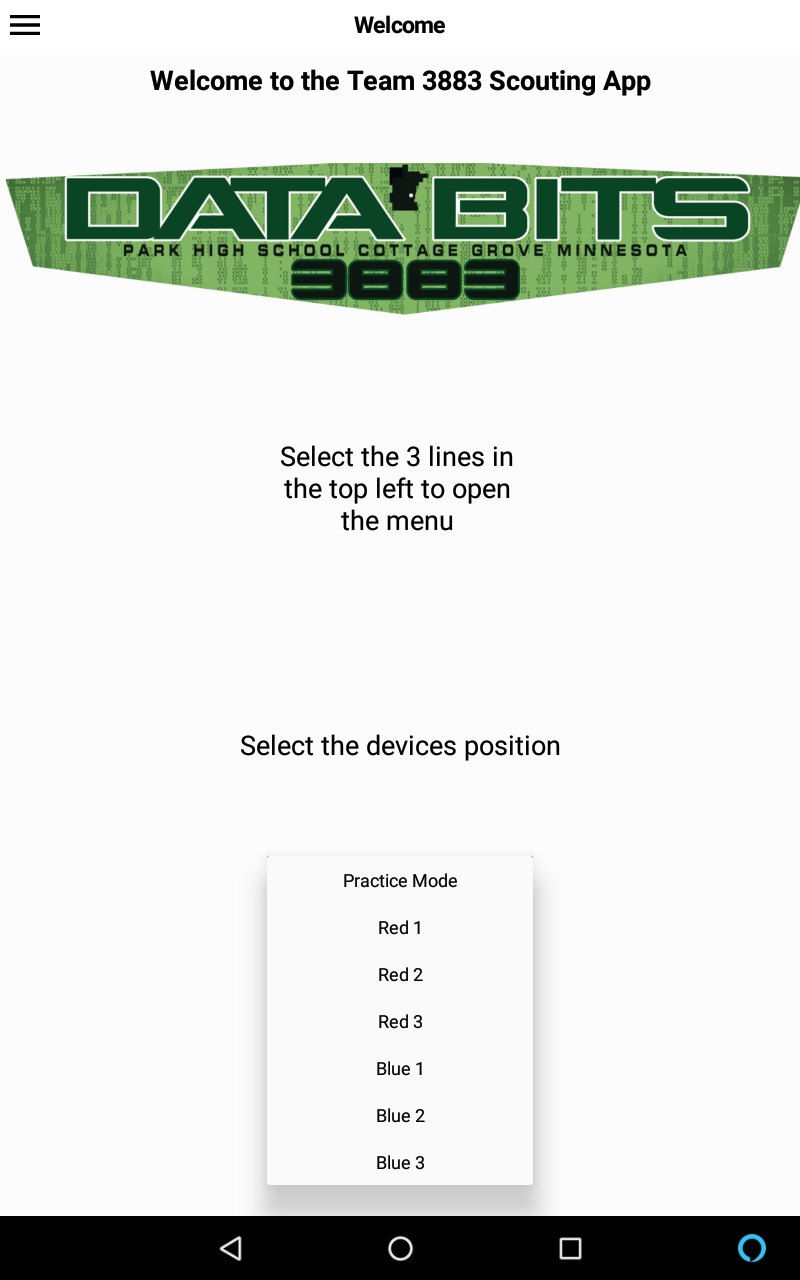 Welcome
Welcome to the Team 3883 Scouting App
DATA BITS
PARK HIGH SCHOOL COTTAGE GROVE MINNESOTA
3883
Select the 3 lines in
the top left to open
the menu
Select the devices position
Practice Mode
Red 1
Red 2
Red 3
Blue 1
Blue 2
Blue 3